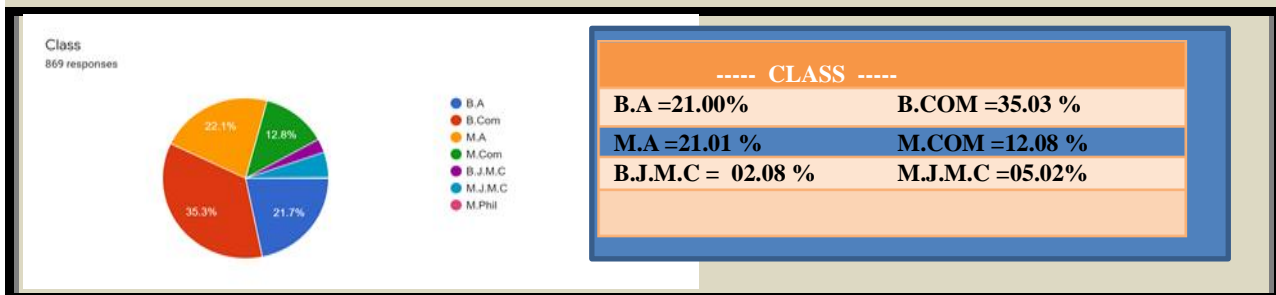 Class
869 responses
22.1%
12.8%
35.3%
21.7%
B.A
B.Com
M.A
M.Com
B.J.M.C
M.J.M.C
M.Phil
----- CLASS -----
B.A =21.00% B.COM =35.03 %
M.A =21.01 % M.COM =12.08 %
B.J.M.C = 02.08 % M.J.M.C =05.02%